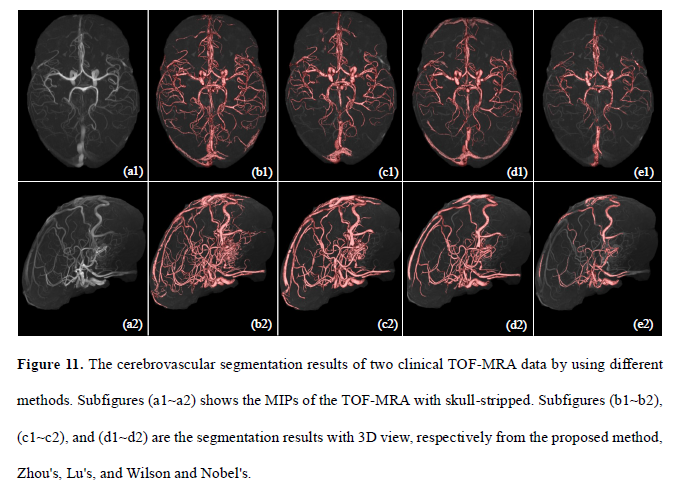 (a1) (b1) (c1) (d1) (e1)
(a2) (b2) (c2) (d2) (e2)
Figure 11. The cerebrovascular segmentation results of two clinical TOF-MRA data by using different
methods. Subfigures (a1~a2) shows the MIPs of the TOF-MRA with skull-stripped. Subfigures (b1~b2),
(c1~c2), and (d1~d2) are the segmentation results with 3D view, respectively from the proposed method,
Zhou's, Lu's, and Wilson and Nobel's.